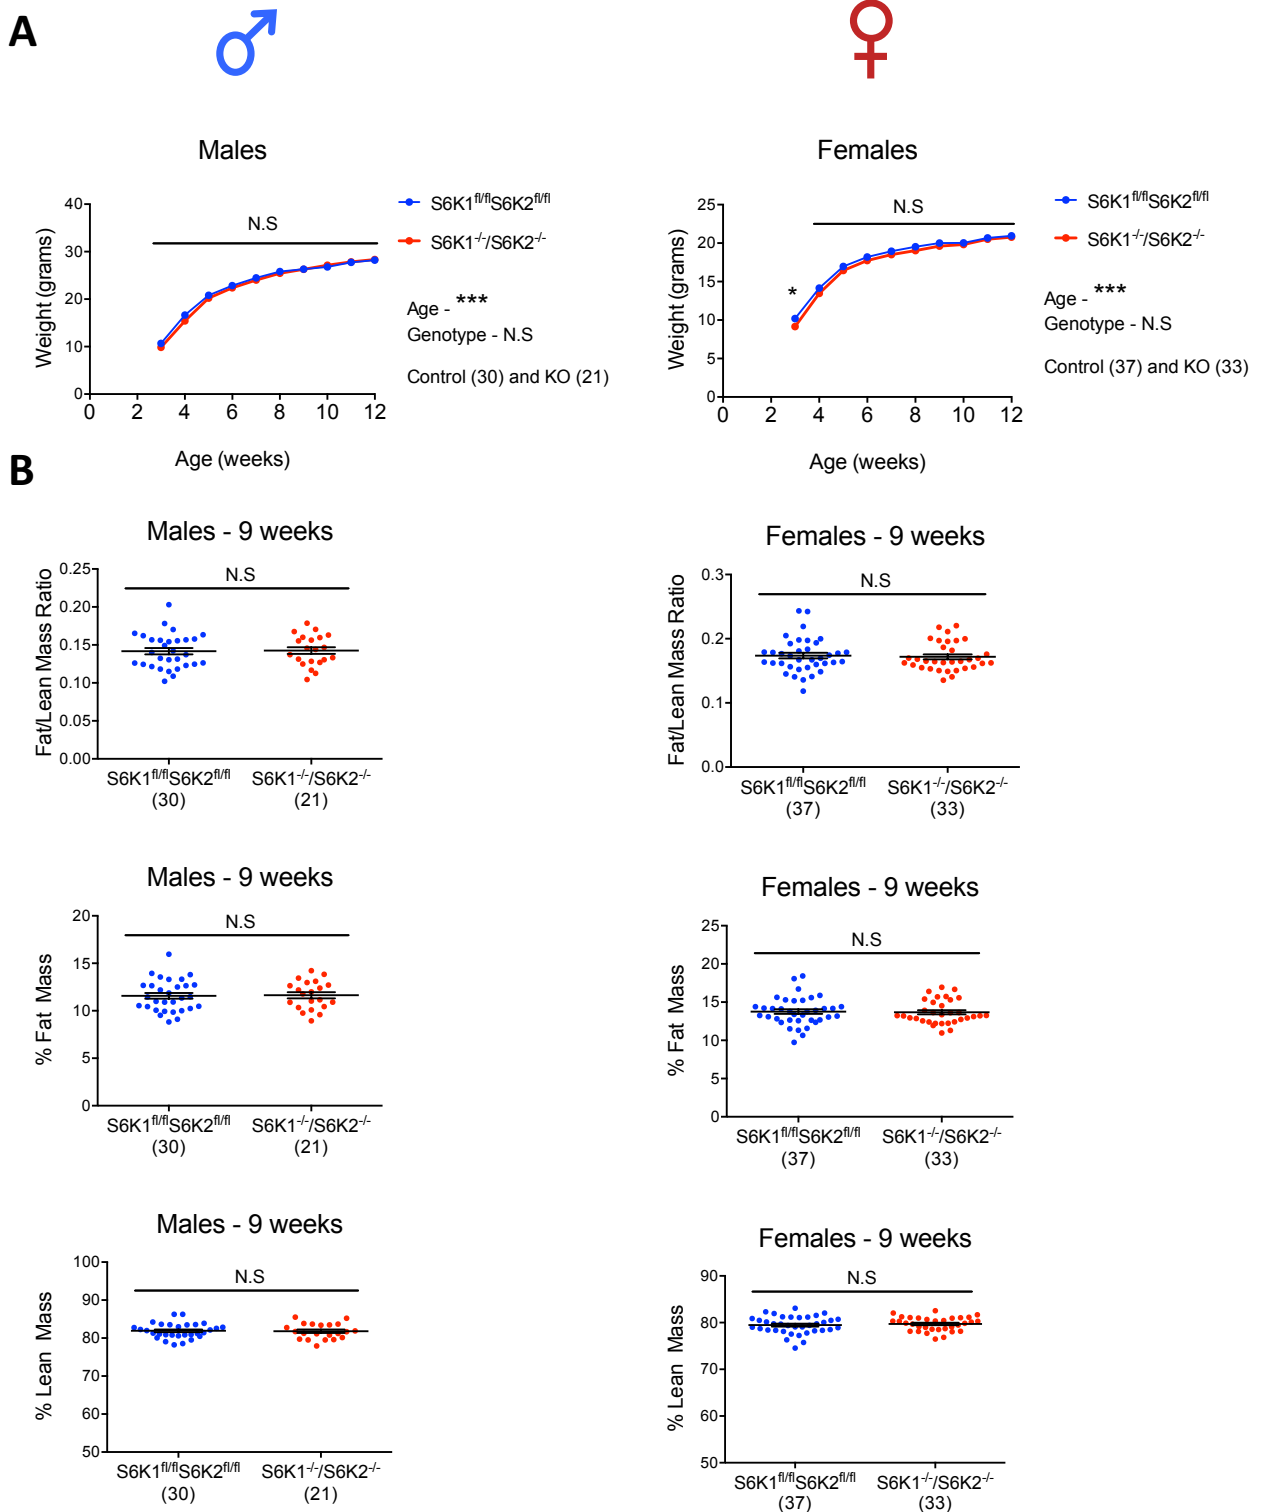 A
Males
Weight (grams)
40
30
20
10
0
N.S
0 2 4 6 8 10 12
Age (weeks)
S6K1fl/flS6K2fl/fl
S6K1-/-/S6K2-/-
Age - ***
Genotype - N.S
Control (30) and KO (21)
Females
Weight (grams)
25
20
15
10
5
0
N.S
*
0 2 4 6 8 10 12
Age (weeks)
S6K1fl/flS6K2fl/fl
S6K1-/-/S6K2-/-
Age - ***
Genotype - N.S
Control (37) and KO (33)
B
Males - 9 weeks
Fat/Lean Mass Ratio
0.25
0.20
0.15
0.10
0.05
0.00
N.S
S6K1fl/flS6K2fl/fl S6K1-/-/S6K2-/-
(30) (21)
Females - 9 weeks
Fat/Lean Mass Ratio
0.3
0.2
0.1
0.0
N.S
S6K1fl/flS6K2fl/fl S6K1-/-/S6K2-/-
(37) (33)
Males - 9 weeks
% Fat Mass
20
15
10
5
0
N.S
S6K1fl/flS6K2fl/fl S6K1-/-/S6K2-/-
(30) (21)
Females - 9 weeks
% Fat Mass
25
20
15
10
5
0
N.S
S6K1fl/flS6K2fl/fl S6K1-/-/S6K2-/-
(37) (33)
Males - 9 weeks
% Lean Mass
100
90
80
70
60
50
N.S
S6K1fl/flS6K2fl/fl S6K1-/-/S6K2-/-
(30) (21)
Females - 9 weeks
% Lean Mass
90
80
70
60
50
N.S
S6K1fl/flS6K2fl/fl S6K1-/-/S6K2-/-
(37) (33)